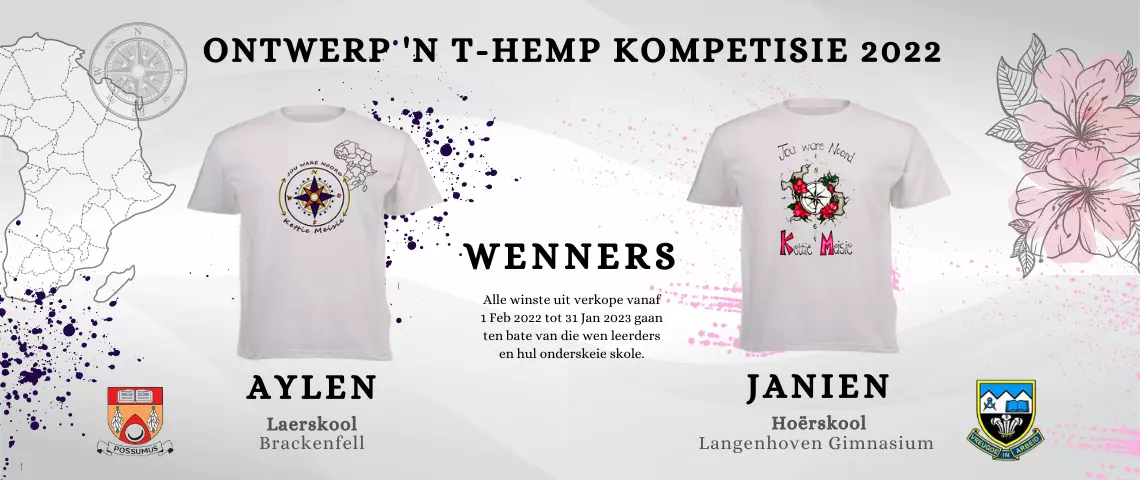 ONTWERP 'N T-HEMP KOMPETISIE 2022
JOU WARE NOORD
N
Kettie Meisie
Jou ware Noord
N
Kettie Meisie
WENNERS
Alle winste uit verkope vanaf
1 Feb 2022 tot 31 Jan 2023 gaan
ten bate van die wen leerders
en hul onderskeie skole.
AYLEN
Laerskool
Brackenfell
POSSUMUS
JANIEN
Hoërskool
Langenhoven Gimnasium
VREUGDE IN ARBEID